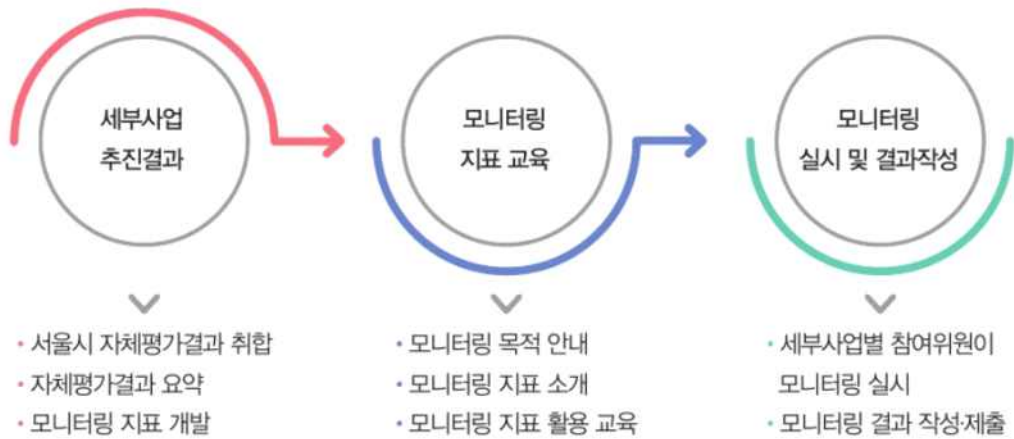 세부사업
추진결과
모니터링
지표 교육
모니터링
실시 및 결과작성
• 서울시 자체평가결과 취합
• 자체평가결과 요약
• 모니터링 지표 개발
• 모니터링 목적 안내
• 모니터링 지표 소개
• 모니터링 지표 활용 교육
• 세부사업별 참여위원이
모니터링 실시
• 모니터링 결과 작성·제출